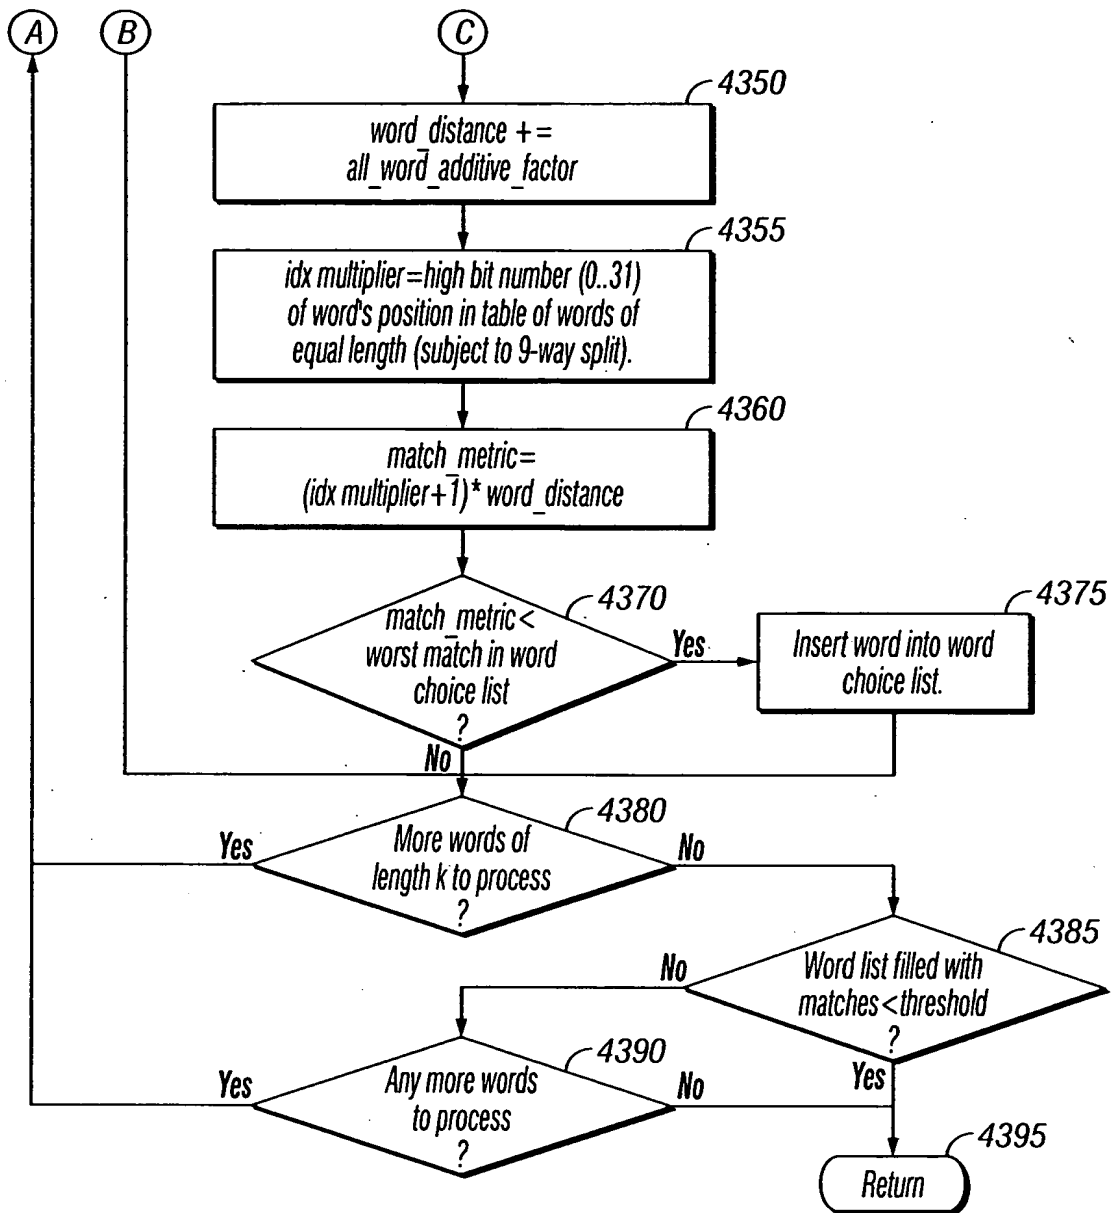 A
B
C
4350
word_distance +=
all_word_additive_factor
4355
idx multiplier=high bit number (0..31)
of word's position in table of words of
equal length (subject to 9-way split).
4360
match_metric=
(idx multiplier+1)* word_distance
4370
match_metric<
worst match in word
choice list
?
Yes
4375
Insert word into word
choice list.
No
4380
More words of
length k to process
?
Yes
No
4385
Word list filled with
matches<threshold
?
No
Yes
4390
Any more words
to process
?
Yes
No
4395
Return